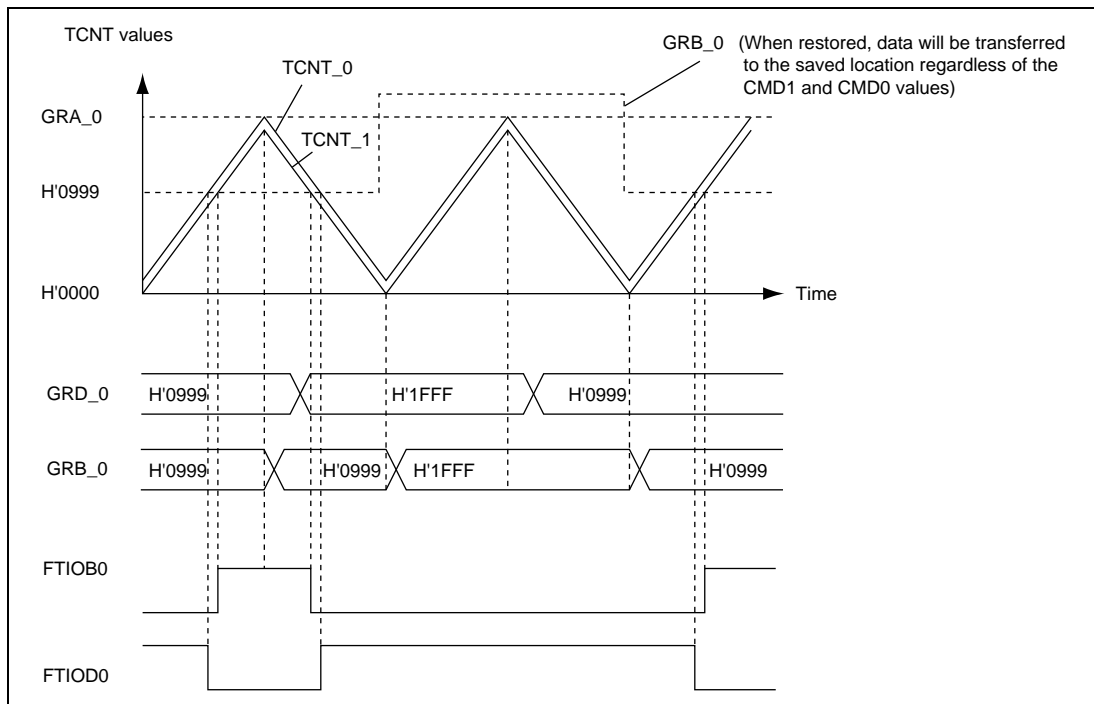 TCNT values
GRB_0 (When restored, data will be transferred
to the saved location regardless of the
CMD1 and CMD0 values)
TCNT_0
GRA_0
TCNT_1
H'0999
H'0000
Time
GRD_0 H'0999 H'1FFF H'0999
GRB_0 H'0999 H'0999 H'1FFF H'0999
FTIOB0
FTIOD0